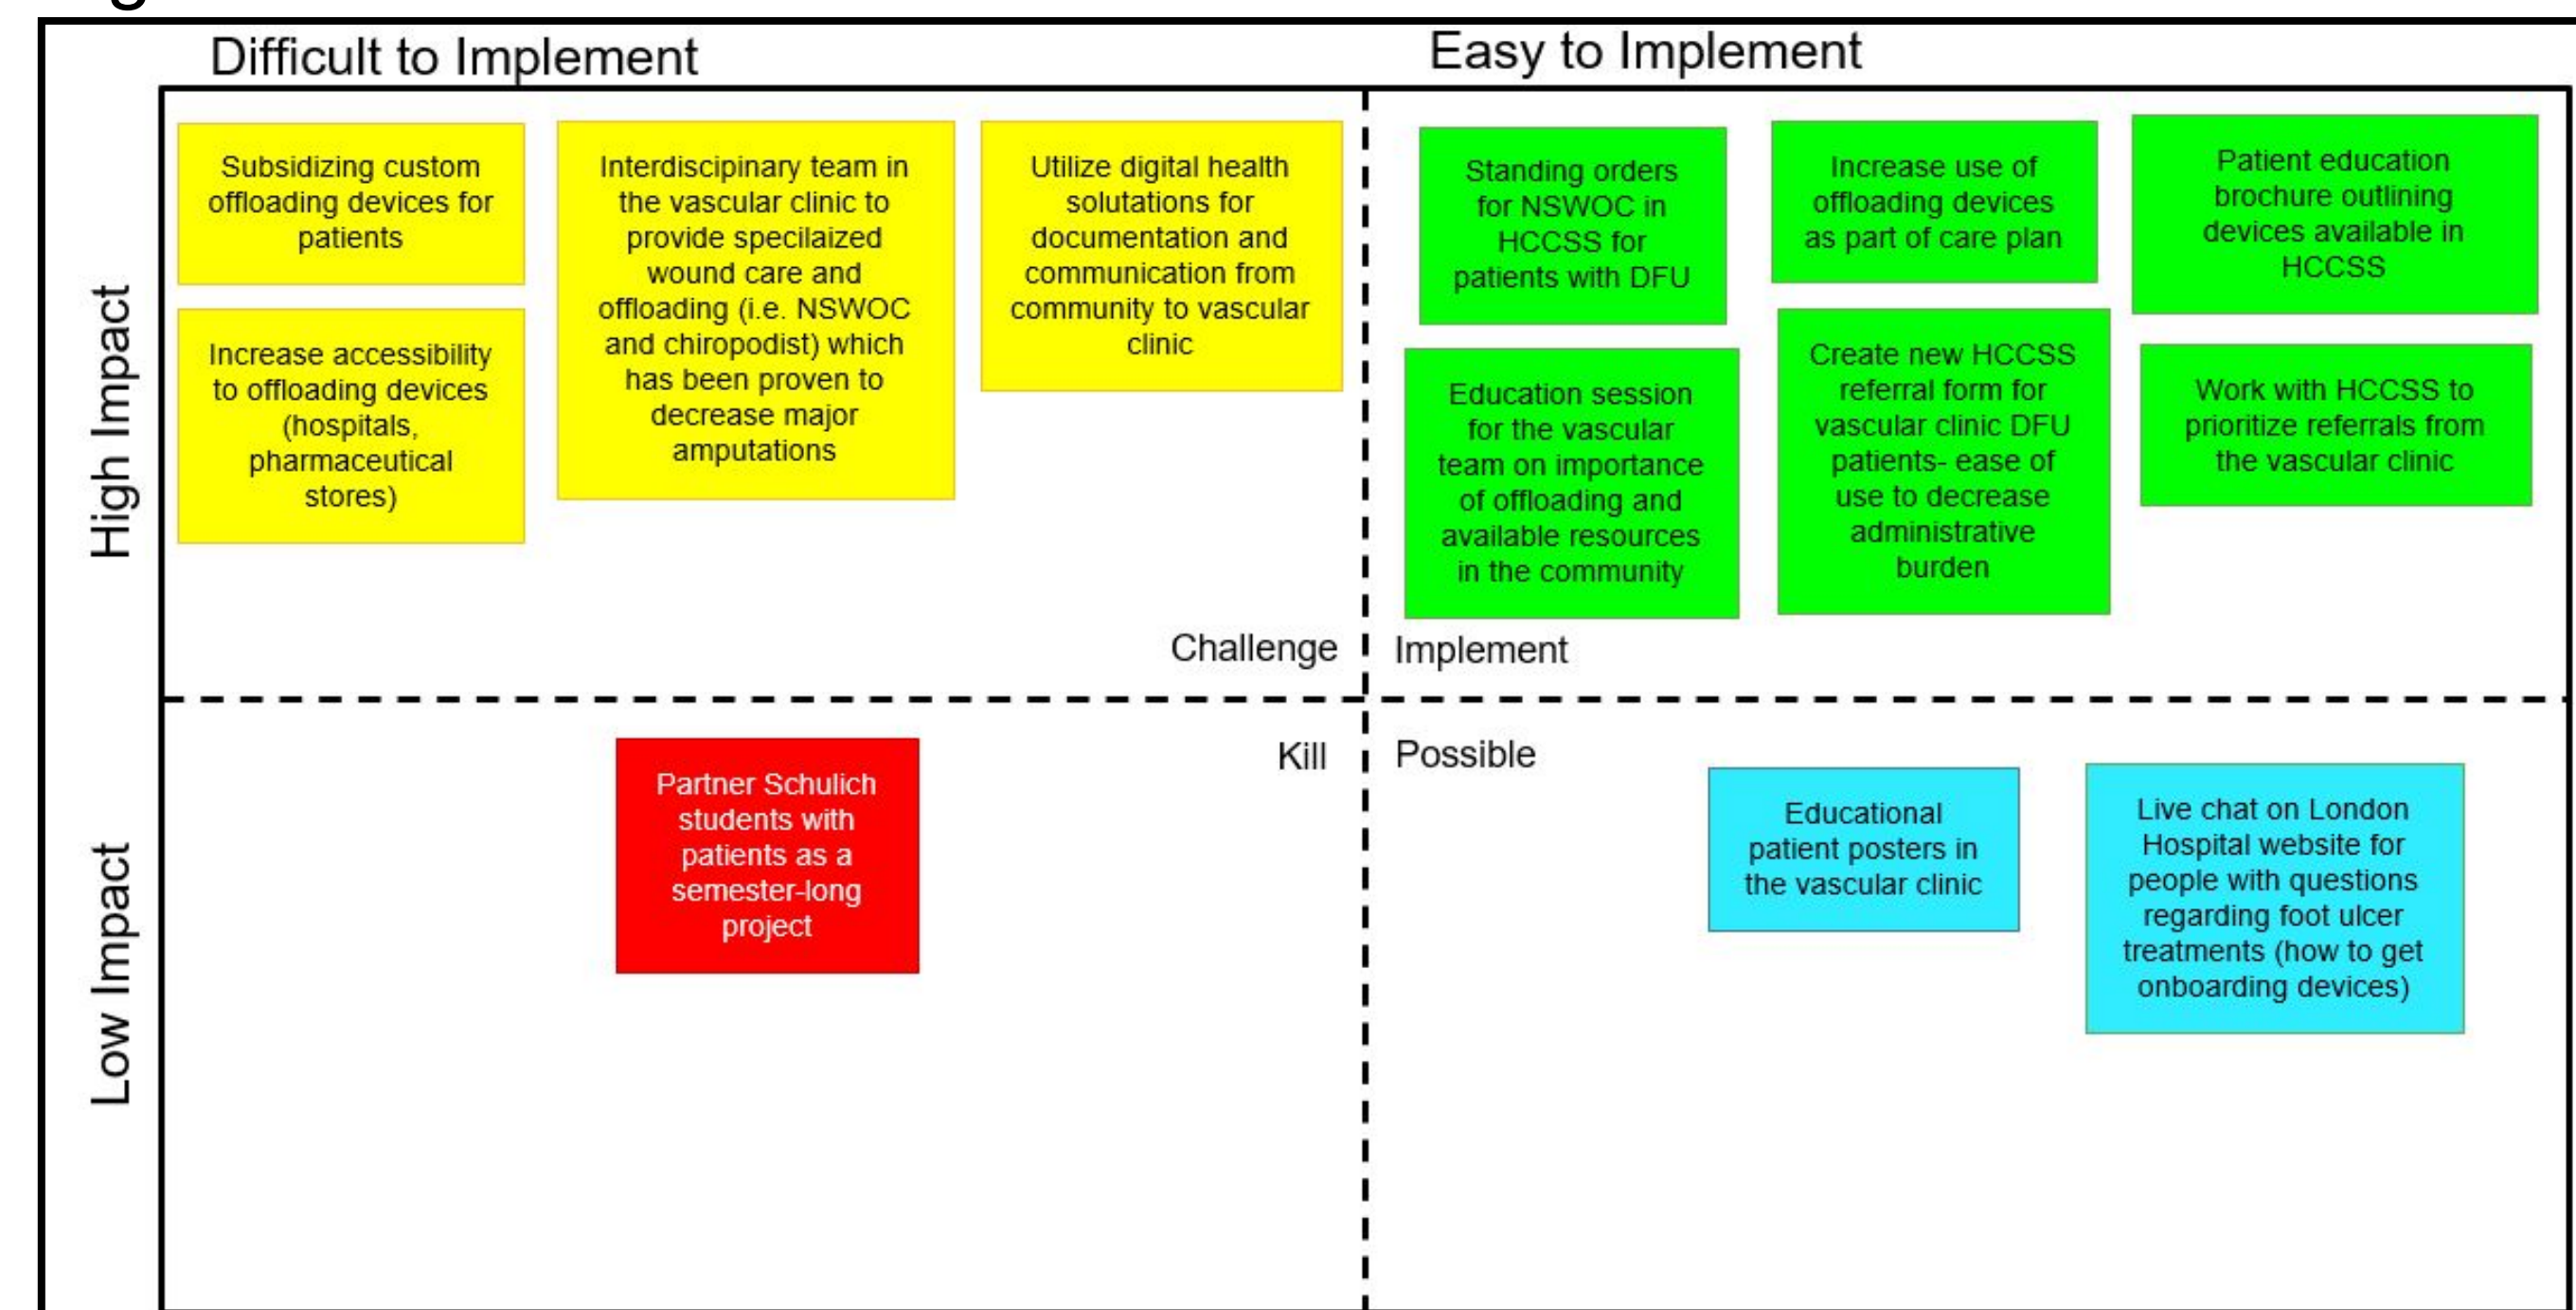 Difficult to Implement
Easy to Implement
High Impact
Subsidizing custom
offloading devices for
patients
Increase accessibility
to offloading devices
(hospitals,
pharmaceutical
stores)
Interdiscipinary team in
the vascular clinic to
provide specilaized
wound care and
offloading (i.e. NSWOC
and chiropodist) which
has been proven to
decrease major
amputations
Utilize digital health
solutations for
documentation and
communication from
community to vascular
clinic
Challenge
Standing orders
for NSWOC in
HCCSS for
patients with DFU
Increase use of
offloading devices
as part of care plan
Patient education
brochure outlining
devices available in
HCCSS
Education session
for the vascular
team on importance
of offloading and
available resources
in the community
Create new HCCSS
referral form for
vascular clinic DFU
patients- ease of
use to decrease
administrative
burden
Work with HCCSS to
prioritize referrals from
the vascular clinic
Implement
Low Impact
Kill
Partner Schulich
students with
patients as a
semester-long
project
Possible
Educational
patient posters in
the vascular clinic
Live chat on London
Hospital website for
people with questions
regarding foot ulcer
treatments (how to get
onboarding devices)